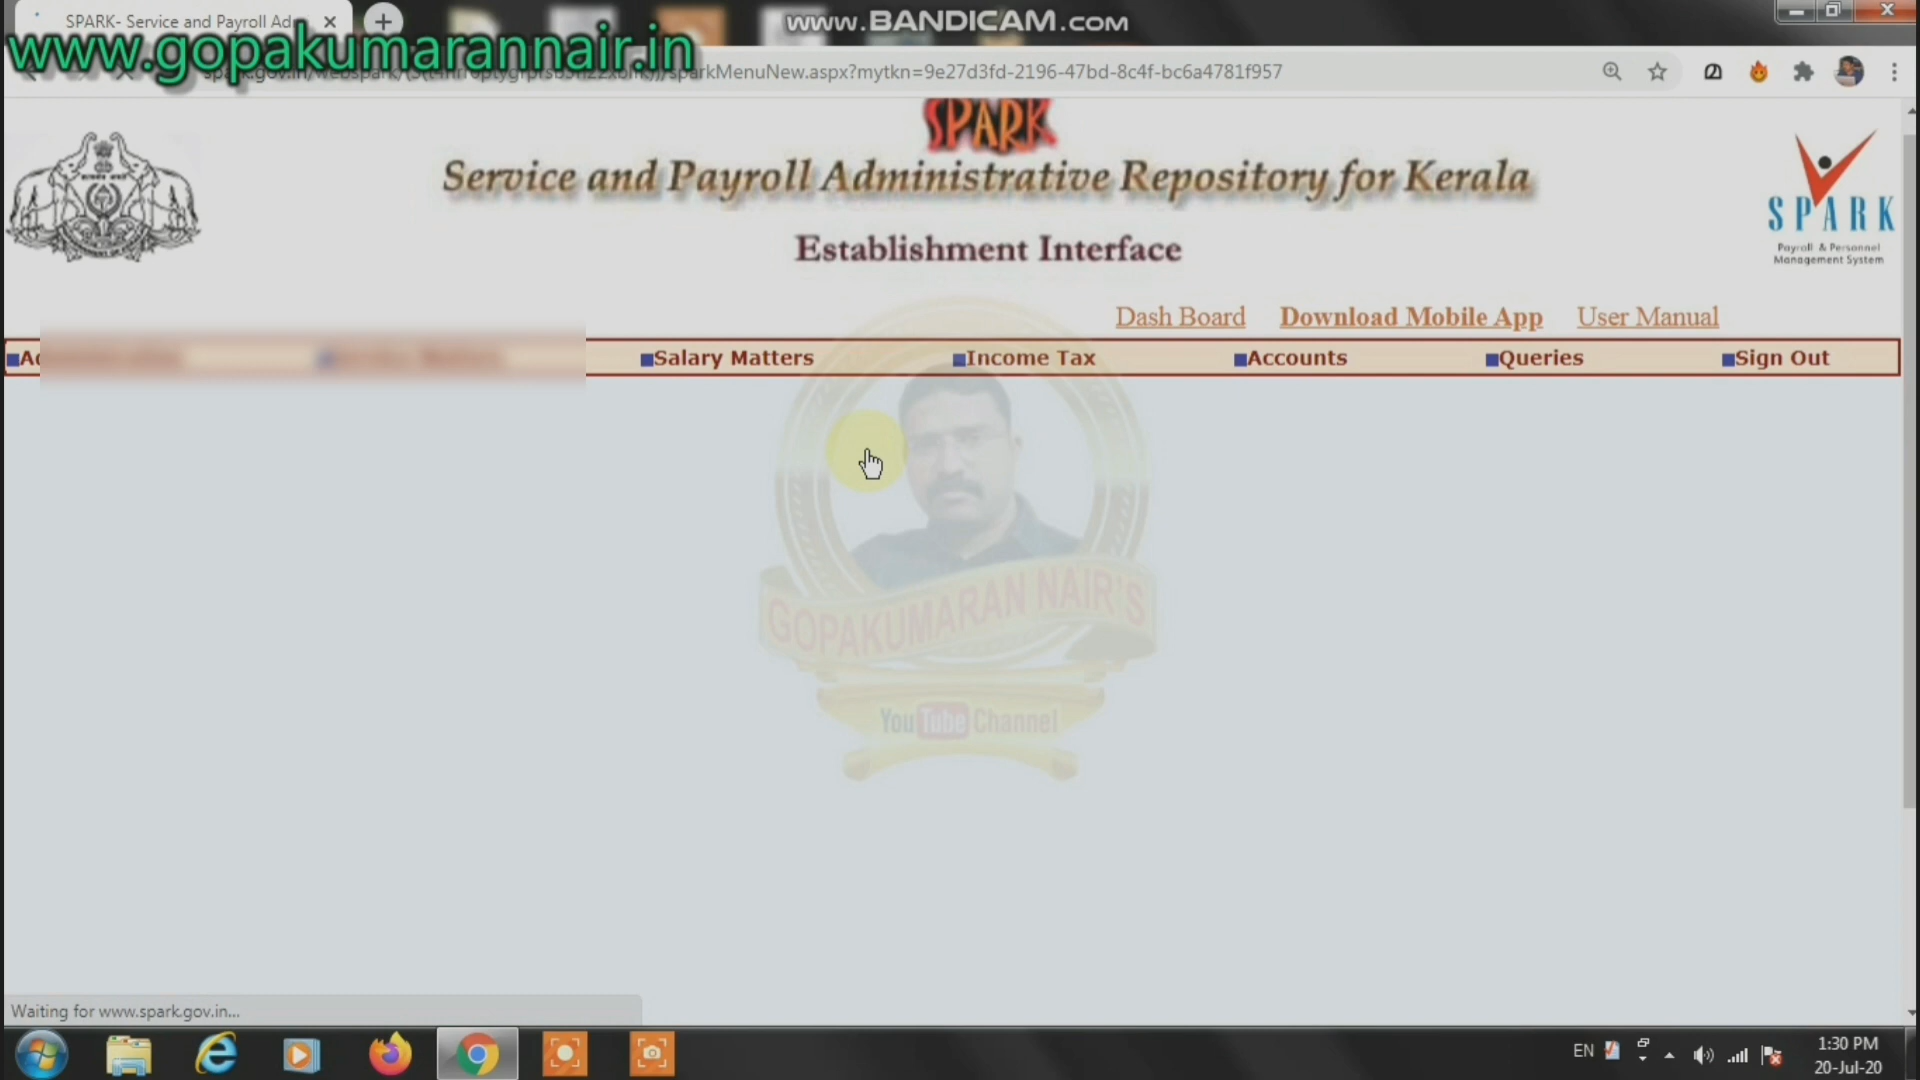 SPARK- Service and Payroll Ad
www.BANDICAM.com
www.gopakumarannair.in
sparkMenuNew.aspx?mytkn=9e27d3fd-2196-47bd-8c4f-bc6a4781f957
SPARK
Service and Payroll Administrative Repository for Kerala
Establishment Interface
SPARK
Payroll & Personnel
Management System
Dash Board
Download Mobile App
User Manual
Salary Matters
Income Tax
Accounts
Queries
Sign Out
GOPAKUMARAN NAIR'S
YouTube Channel
Waiting for www.spark.gov.in...
EN
1:30 PM
20-Jul-20